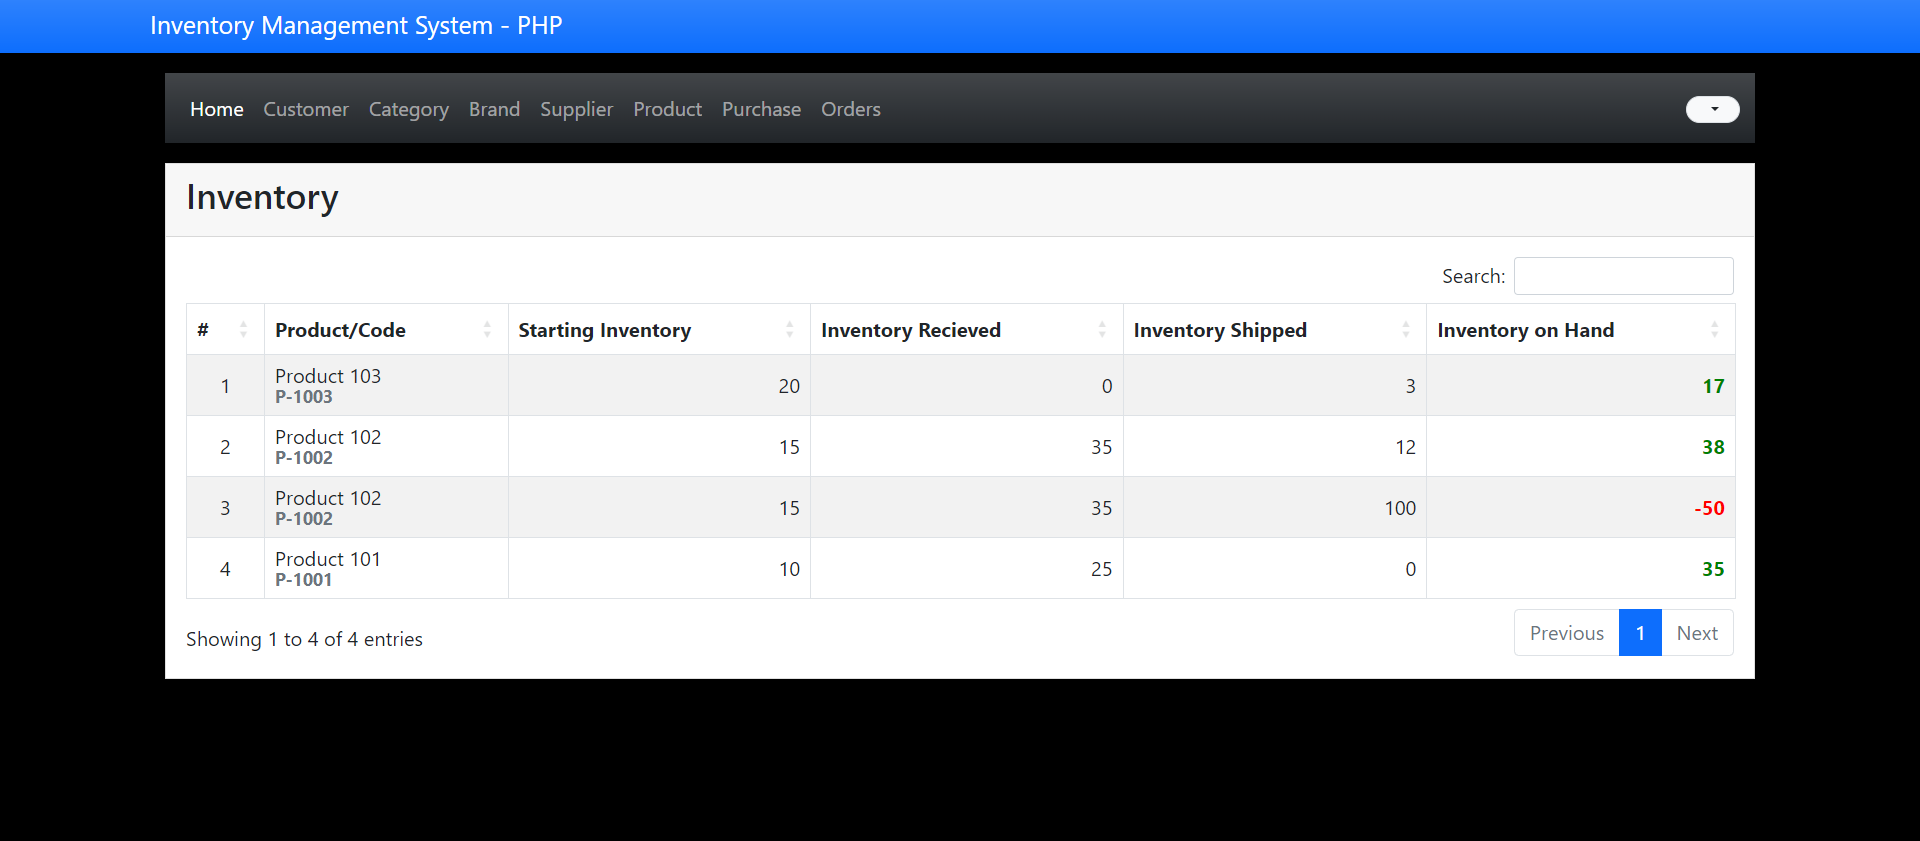 Inventory Management System - PHP
Home Customer Category Brand Supplier Product Purchase Orders
Inventory
Search:
# Product/Code Starting Inventory Inventory Recieved Inventory Shipped Inventory on Hand
1 Product 103 20 0 3 17
P-1003
2 Product 102 15 35 12 38
P-1002
3 Product 102 15 35 100 -50
P-1002
4 Product 101 10 25 0 35
P-1001
Showing 1 to 4 of 4 entries
Previous 1 Next